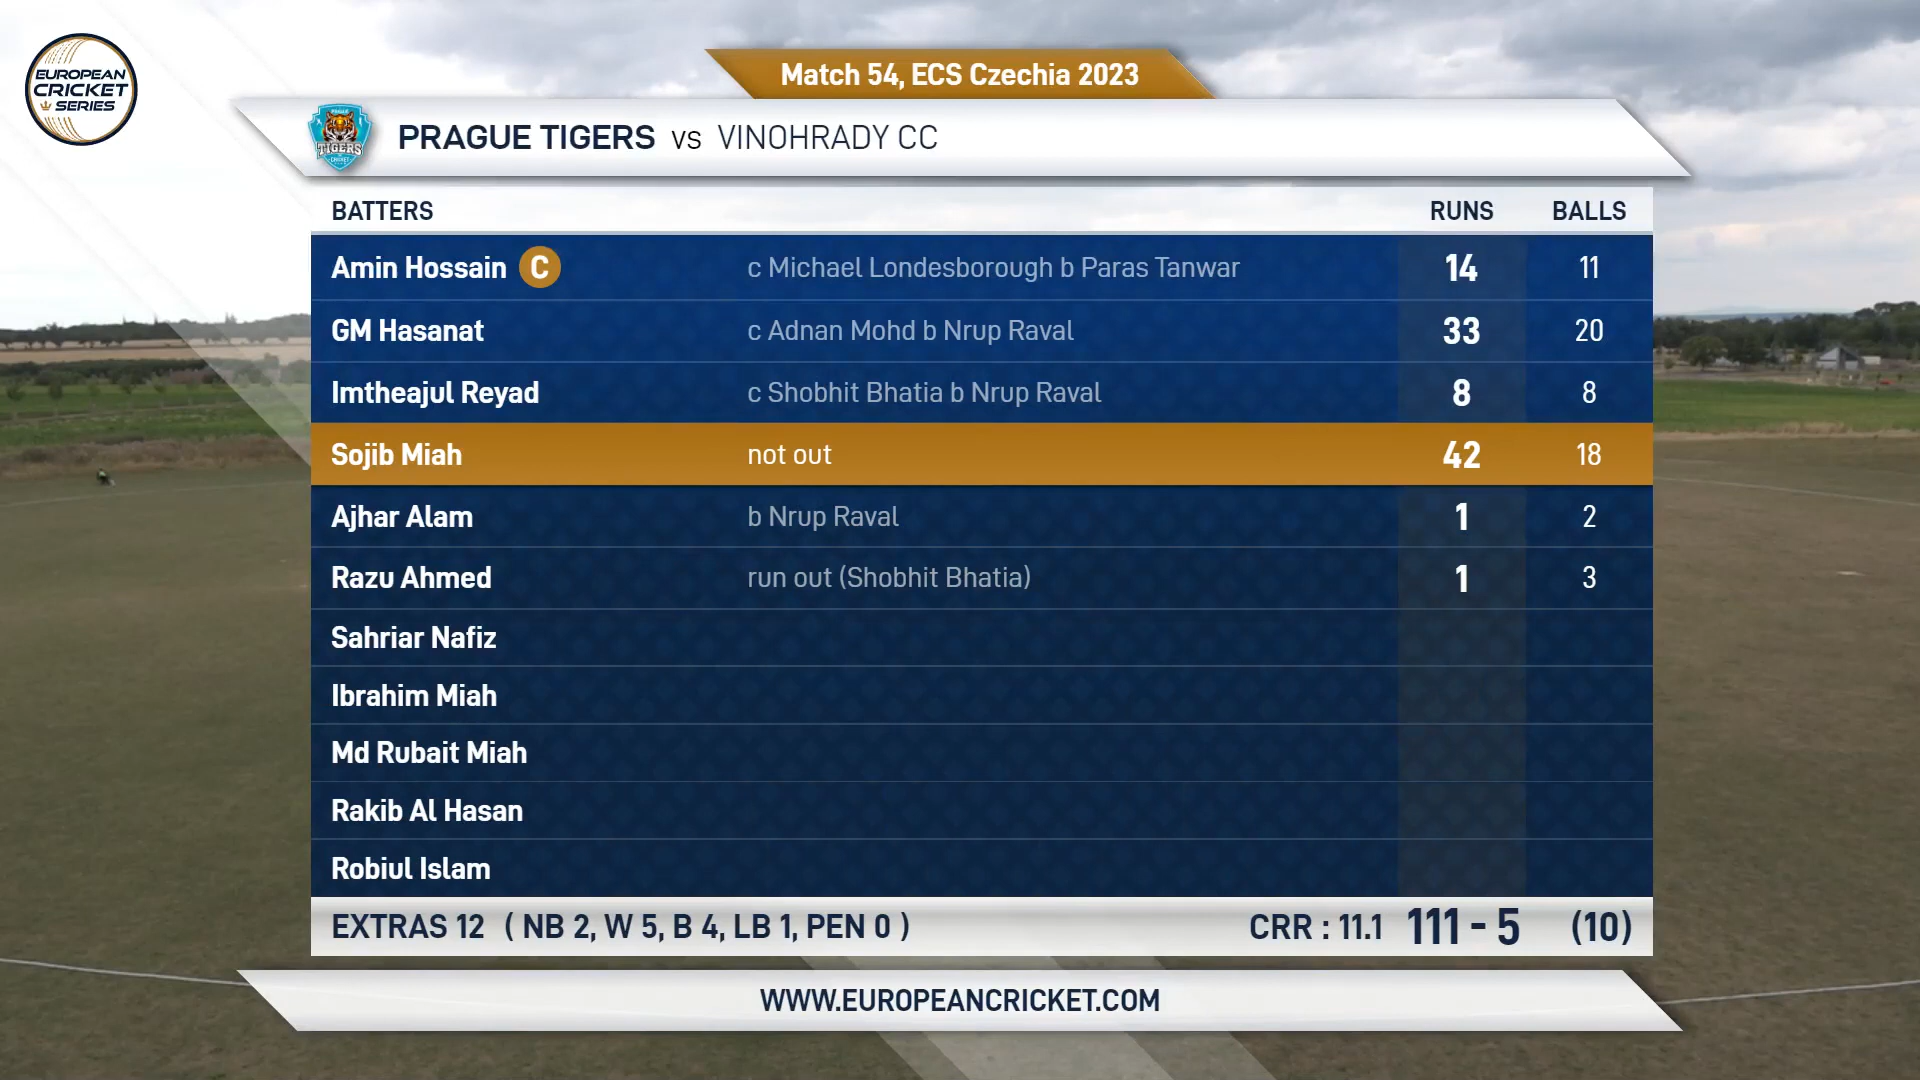 EUROPEAN
CRICKET
SERIES
Match 54, ECS Czechia 2023
PRAGUE TIGERS CRICKET
PRAGUE TIGERS vs VINOHRADY CC
BATTERS RUNS BALLS
Amin Hossain C c Michael Londesborough b Paras Tanwar 14 11
GM Hasanat c Adnan Mohd b Nrup Raval 33 20
Imtheajul Reyad c Shobhit Bhatia b Nrup Raval 8 8
Sojib Miah not out 42 18
Ajhar Alam b Nrup Raval 1 2
Razu Ahmed run out (Shobhit Bhatia) 1 3
Sahriar Nafiz
Ibrahim Miah
Md Rubait Miah
Rakib Al Hasan
Robiul Islam
EXTRAS 12 ( NB 2, W 5, B 4, LB 1, PEN 0 ) CRR : 11.1 111 - 5 (10)
WWW.EUROPEANCRICKET.COM